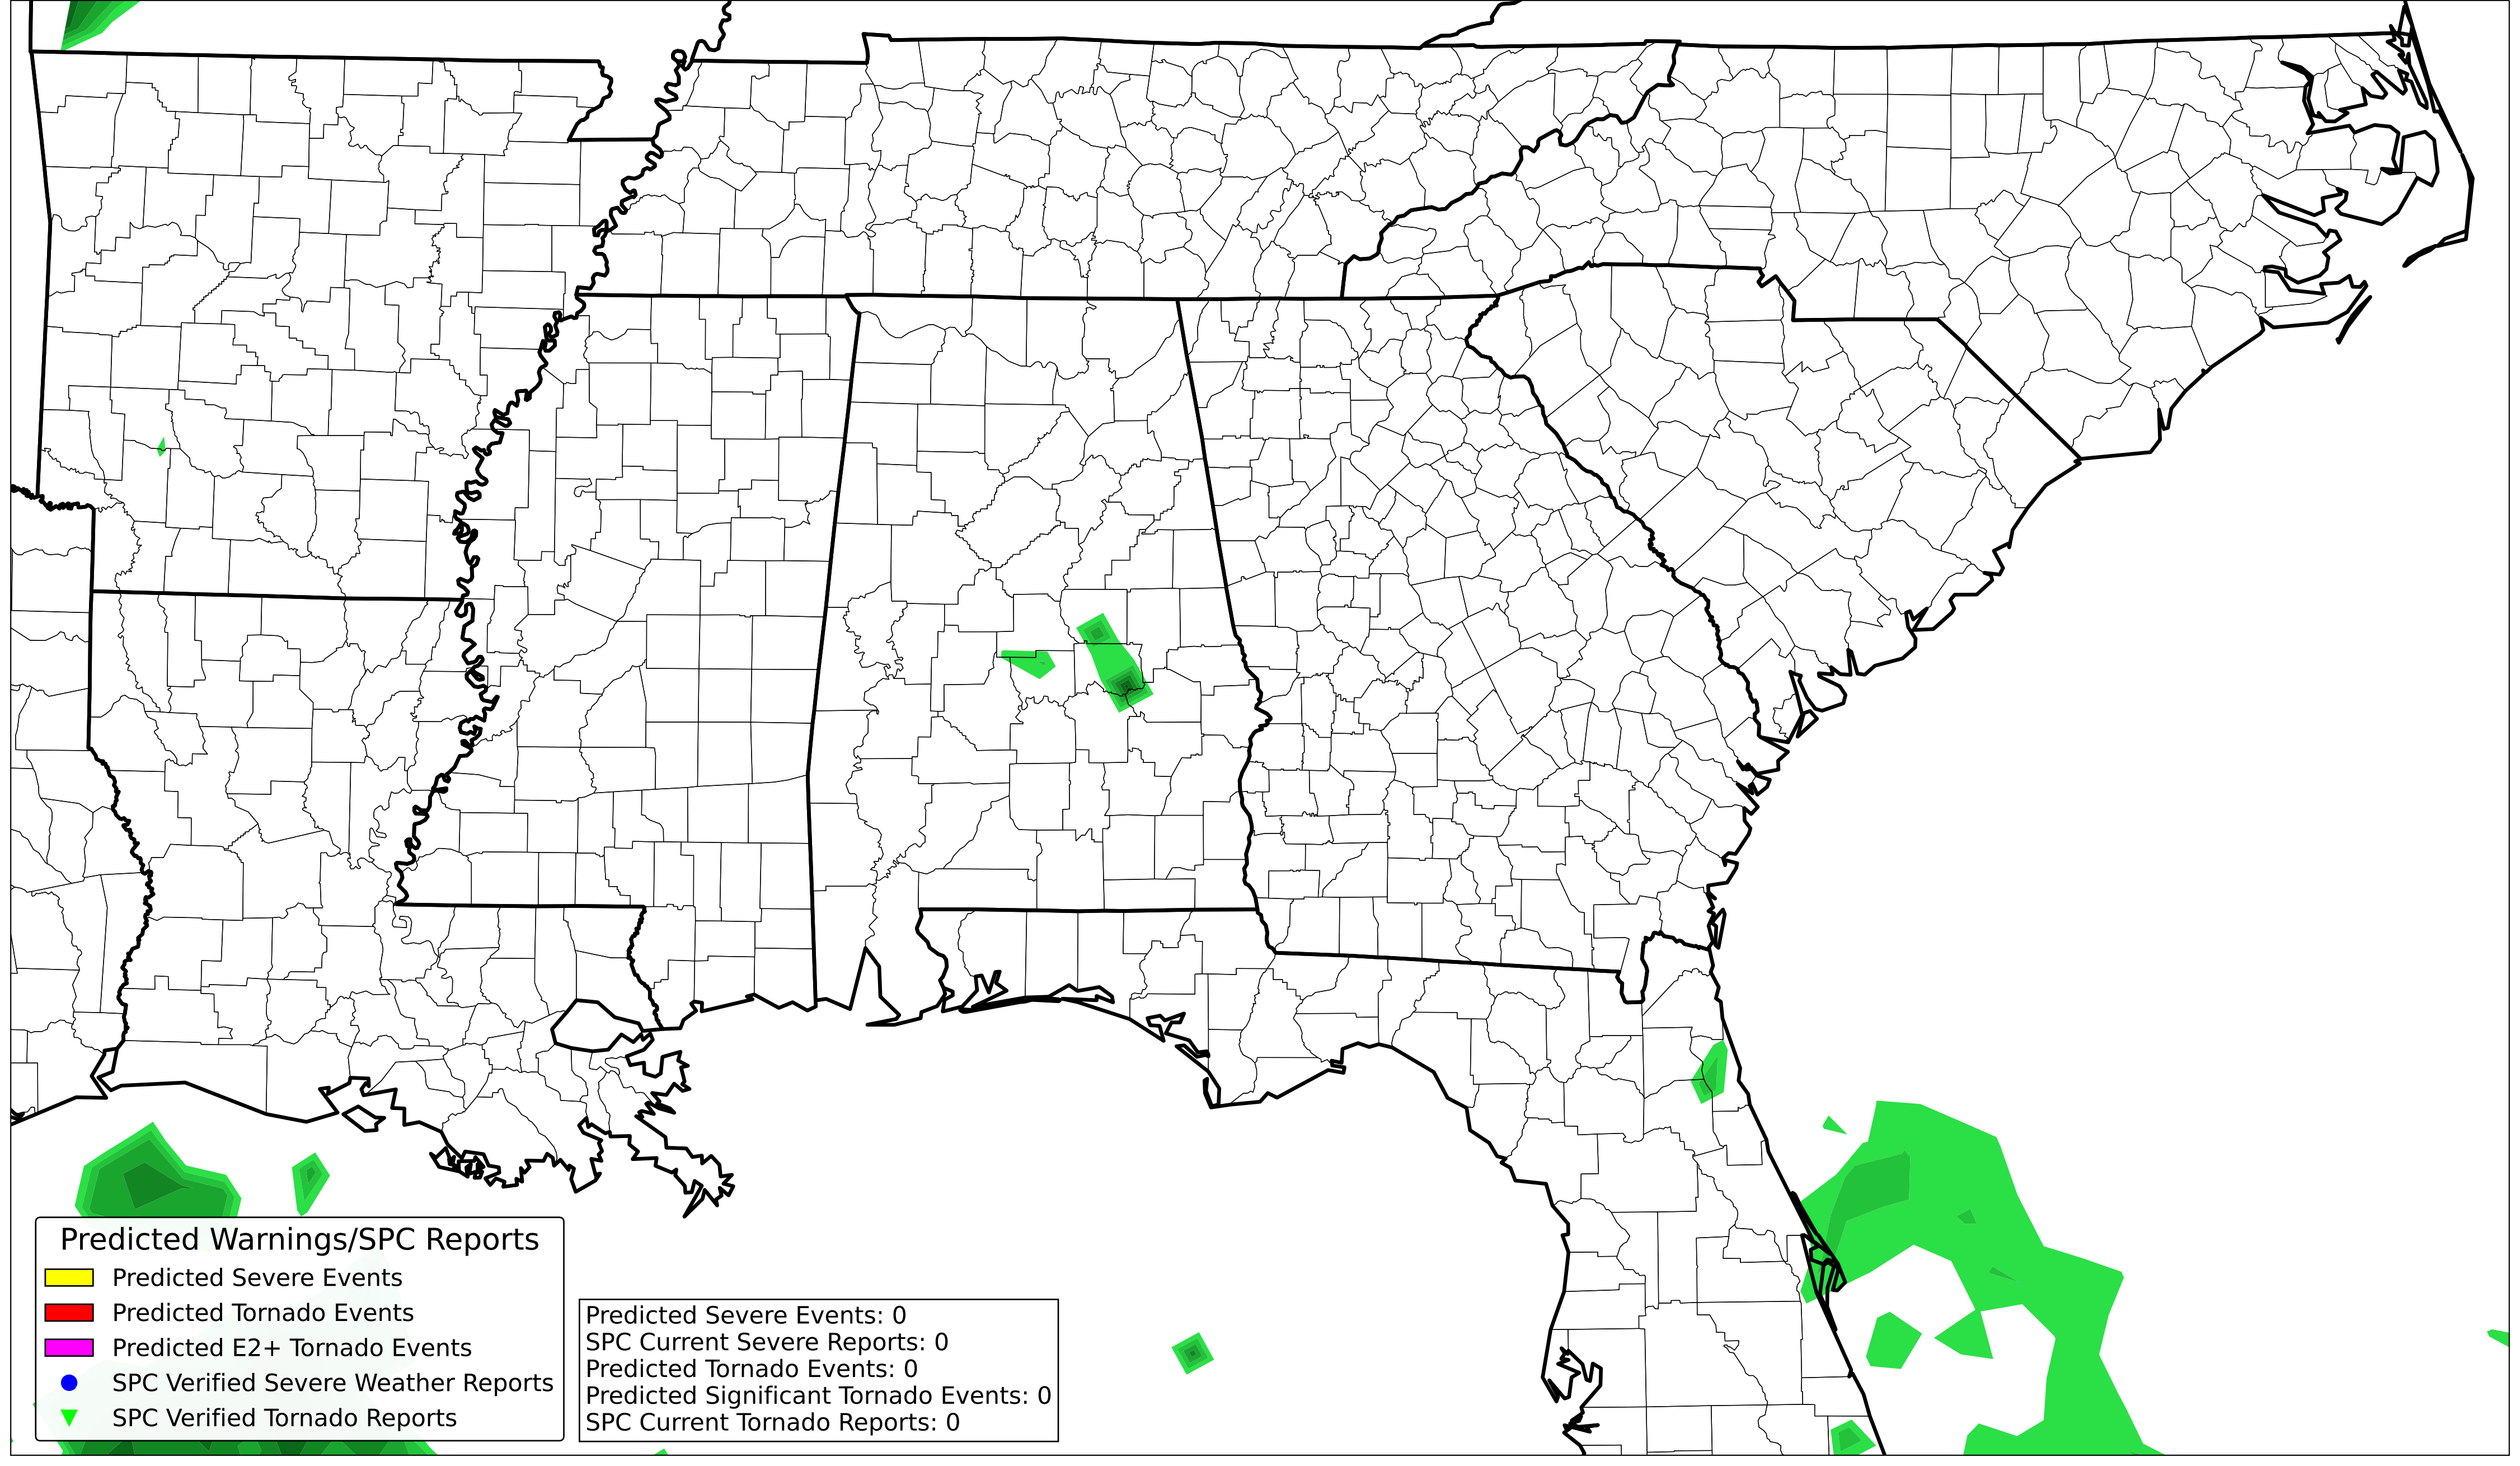 Predicted Warnings/SPC Reports
Predicted Severe Events
Predicted Tornado Events
Predicted E2+ Tornado Events
SPC Verified Severe Weather Reports
SPC Verified Tornado Reports
Predicted Severe Events: 0
SPC Current Severe Reports: 0
Predicted Tornado Events: 0
Predicted Significant Tornado Events: 0
SPC Current Tornado Reports: 0